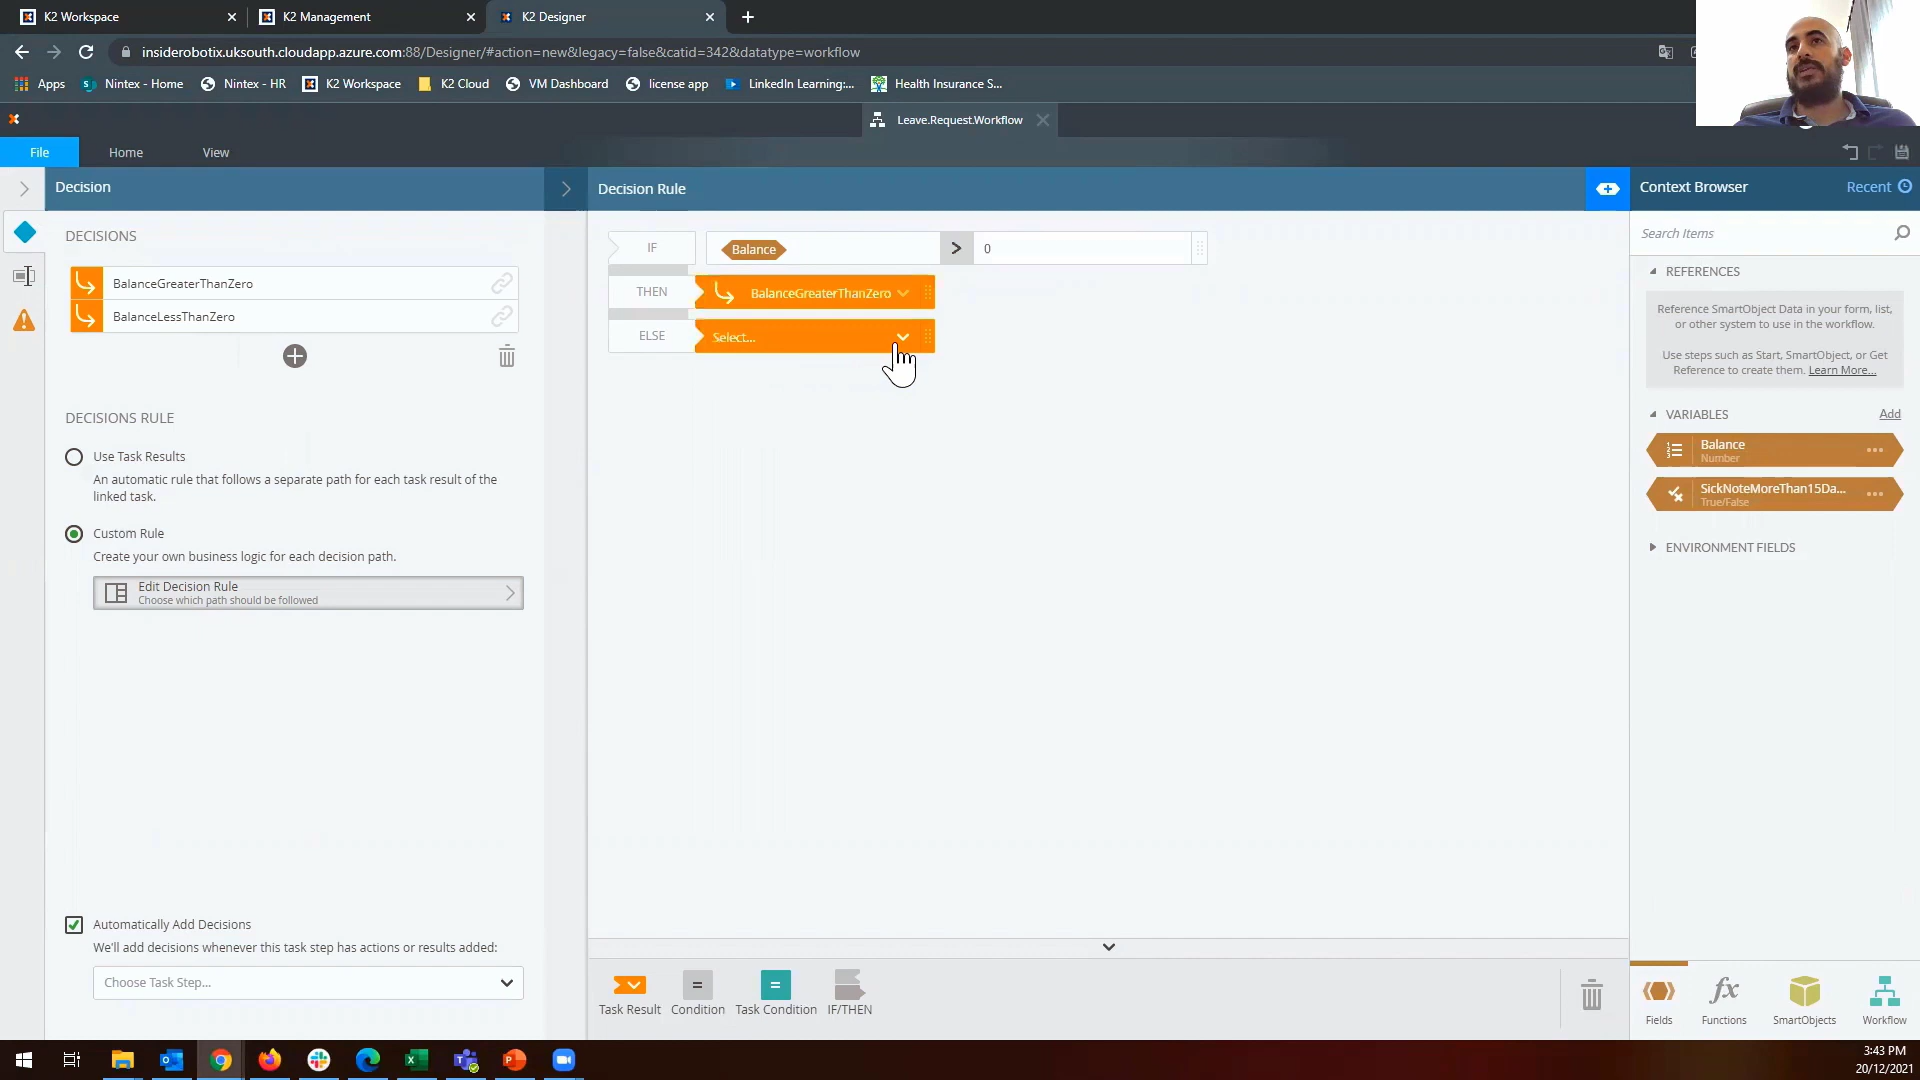 K2 Workspace
K2 Management
K2 Designer
insiderobotix.uksouth.cloudapp.azure.com:88/Designer/#action=new&legacy=false&catid=342&datatype=workflow
Apps
Nintex - Home
Nintex - HR
K2 Workspace
K2 Cloud
VM Dashboard
license app
LinkedIn Learning:...
Health Insurance S...
Leave.Request.Workflow
File
Home
View
Decision
DECISIONS
BalanceGreaterThanZero
BalanceLessThanZero
DECISIONS RULE
Use Task Results
An automatic rule that follows a separate path for each task result of the
linked task.
Custom Rule
Create your own business logic for each decision path.
Edit Decision Rule
Choose which path should be followed
Automatically Add Decisions
We'll add decisions whenever this task step has actions or results added:
Choose Task Step...
Decision Rule
IF
Balance
>
0
THEN
BalanceGreaterThanZero
ELSE
Select...
Task Result
=
Condition
=
Task Condition
IF/THEN
Context Browser
Recent
Search Items
REFERENCES
Reference SmartObject Data in your form, list,
or other system to use in the workflow.
Use steps such as Start, SmartObject, or Get
Reference to create them. Learn More...
VARIABLES
Add
Balance
Number
SickNoteMoreThan15Da...
True/False
ENVIRONMENT FIELDS
Fields
fx
Functions
SmartObjects
Workflow
3:43 PM
20/12/2021